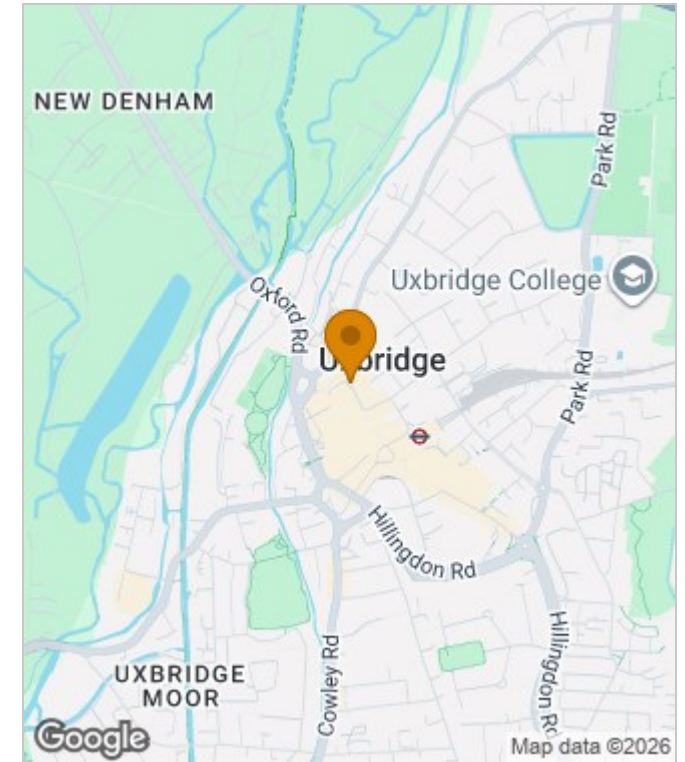 NEW DENHAM
Park Rd
Uxbridge College
Oxford Rd
Uxbridge
Park Rd
Hillingdon Rd
Hillingdon Rd
UXBRIDGE
MOOR
Cowley Rd
Google
Map data ©2026